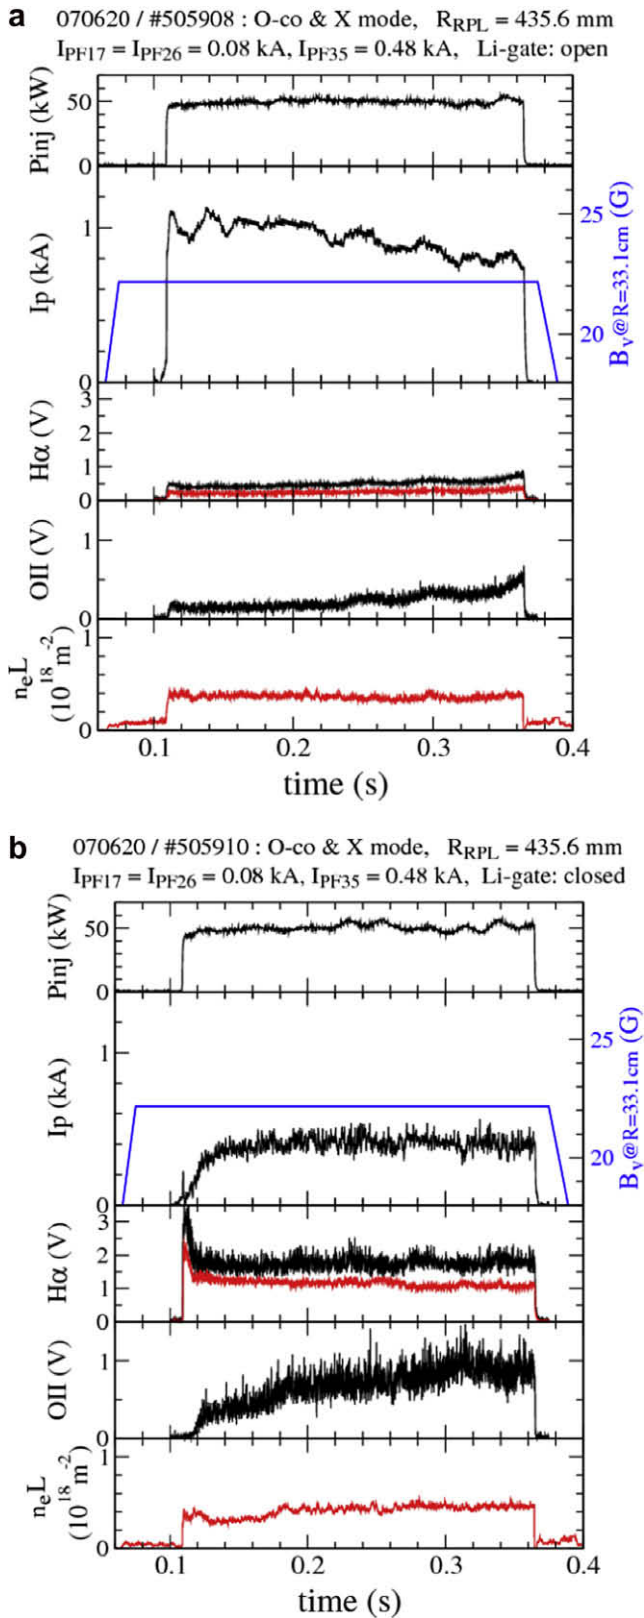 a
070620 / #505908 : O-co & X mode, R_RPL = 435.6 mm
I_PF17 = I_PF26 = 0.08 kA, I_PF35 = 0.48 kA, Li-gate: open
Pinj (kW)
50
0
Ip (kA)
1
0
25
20
B_v@R=33.1cm (G)
Hα (V)
3
2
1
0
OII (V)
1
0
n_eL
(10^18 m^-2)
1
0
0.1 0.2 0.3 0.4
time (s)
b
070620 / #505910 : O-co & X mode, R_RPL = 435.6 mm
I_PF17 = I_PF26 = 0.08 kA, I_PF35 = 0.48 kA, Li-gate: closed
Pinj (kW)
50
0
Ip (kA)
1
0
25
20
B_v@R=33.1cm (G)
Hα (V)
3
2
1
0
OII (V)
1
0
n_eL
(10^18 m^-2)
1
0
0.1 0.2 0.3 0.4
time (s)